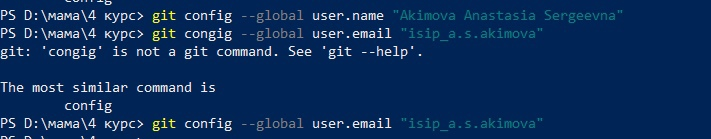 config
PS D:\мама\4 курс> git config --global user.name "Akimova Anastasia Sergeevna"
PS D:\мама\4 курс> git congig --global user.email "isip_a.s.akimova"
git: 'congig' is not a git command. See 'git --help'.
The most similar command is
config
PS D:\мама\4 курс> git config --global user.email "isip_a.s.akimova"